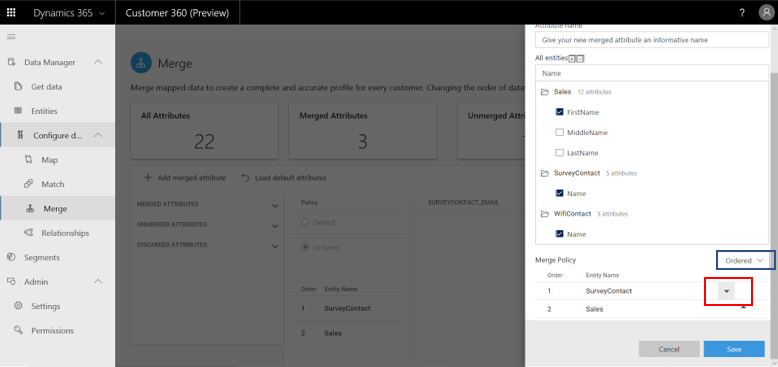 Dynamics 365
Customer 360 (Preview)
?
Data Manager
Get data
Entities
Configure d...
Map
Match
Merge
Relationships
Segments
Admin
Settings
Permissions
Merge
Merge mapped data to create a complete and accurate profile for every customer. Changing the order of data
All Attributes
22
Merged Attributes
3
Unmerged Attributes
Add merged attribute
Load default attributes
MERGED ATTRIBUTES
UNMERGED ATTRIBUTES
DISCARDED ATTRIBUTES
Policy
Default
Ordered
Order Entity Name
1 SurveyContact
2 Sales
SURVEYCONTACT_EMAIL
Attribute Name
Give your new merged attribute an informative name
All entities
Name
Sales 12 attributes
FirstName
MiddleName
LastName
SurveyContact 5 attributes
Name
WifiContact 5 attributes
Name
Merge Policy
Ordered
Order Entity Name
1 SurveyContact
2 Sales
Cancel
Save